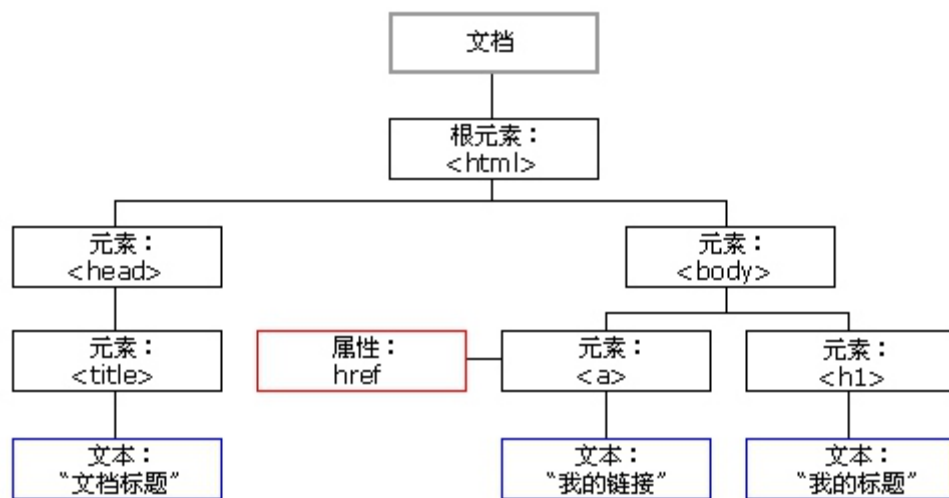 文档
根元素：
<html>
元素：
<head>
元素：
<body>
元素：
<title>
属性：
href
元素：
<a>
元素：
<h1>
文本：
“文档标题”
文本：
“我的链接”
文本：
“我的标题”